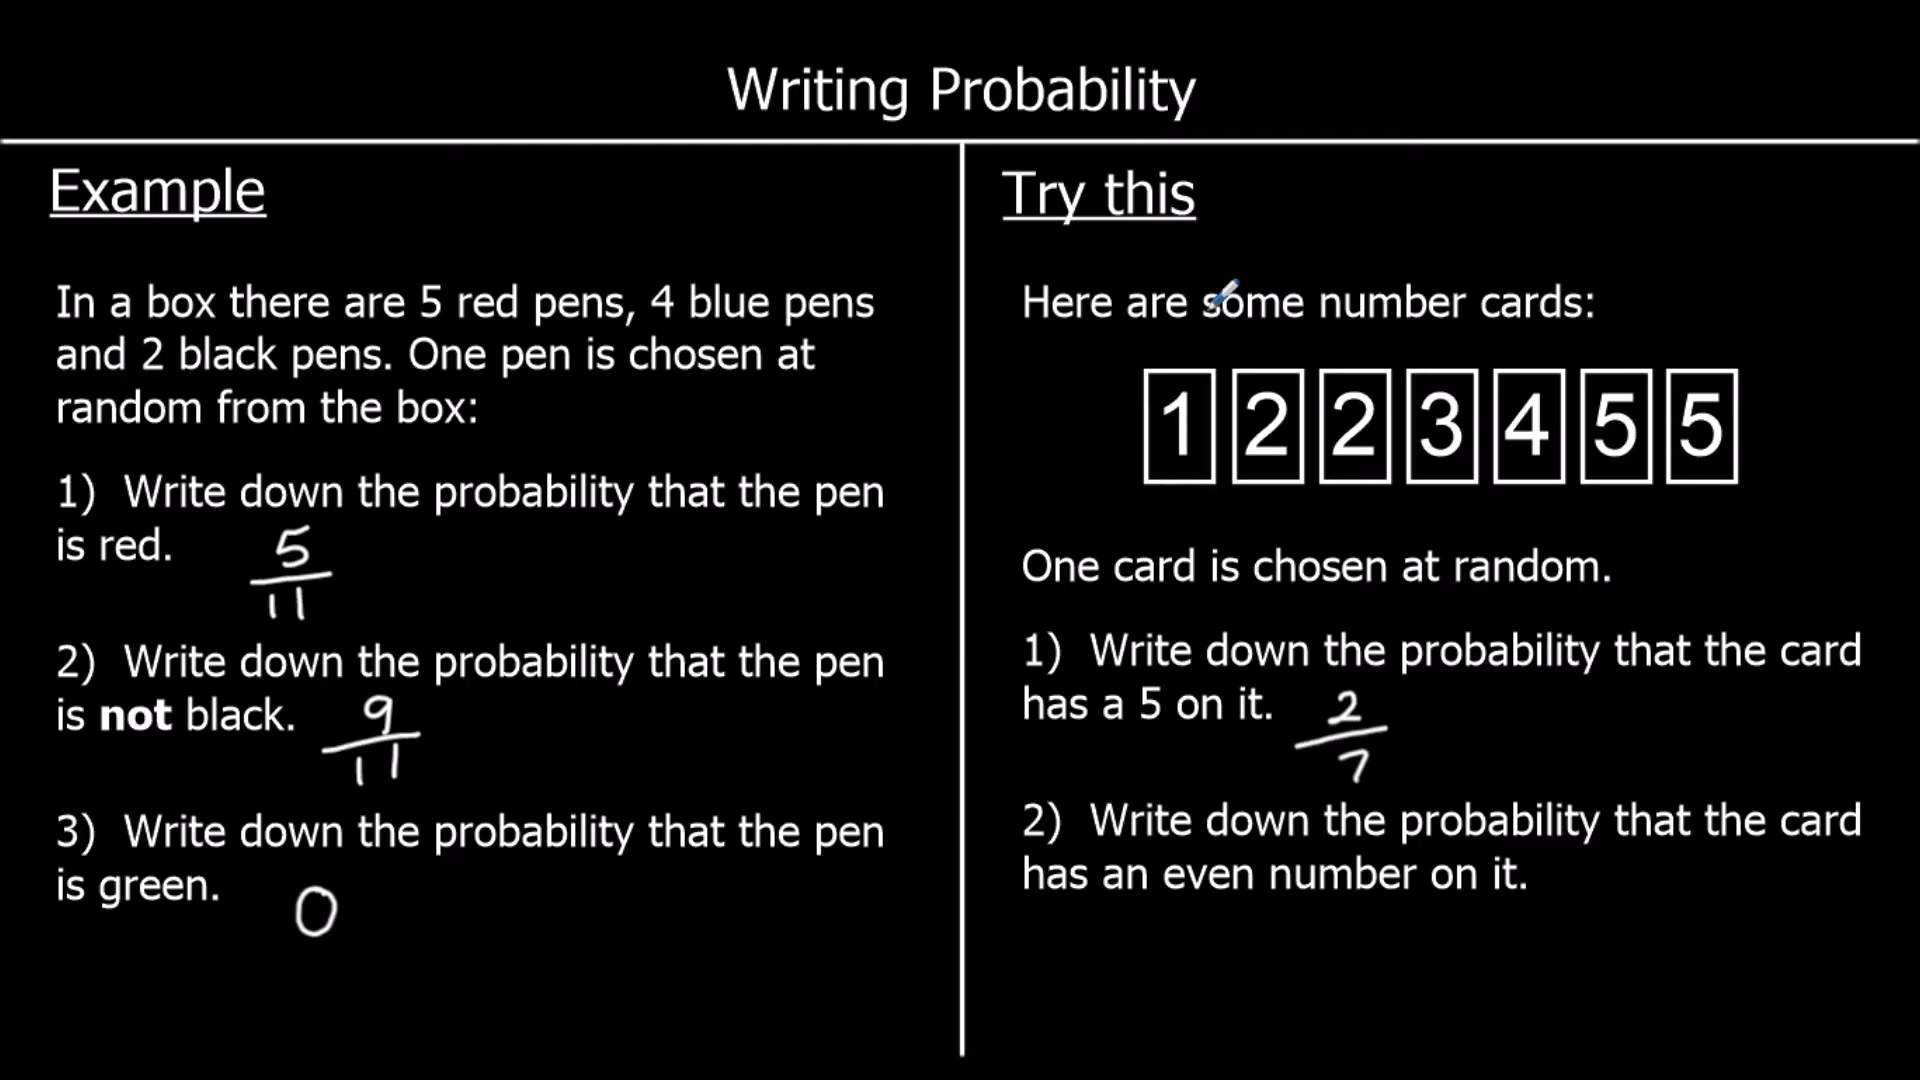 Writing Probability
Example
In a box there are 5 red pens, 4 blue pens
and 2 black pens. One pen is chosen at
random from the box:
1) Write down the probability that the pen
is red.
5
11
2) Write down the probability that the pen
is not black.
9
11
3) Write down the probability that the pen
is green.
0
Try this
Here are some number cards:
1 2 2 3 4 5 5
One card is chosen at random.
1) Write down the probability that the card
has a 5 on it.
2
7
2) Write down the probability that the card
has an even number on it.